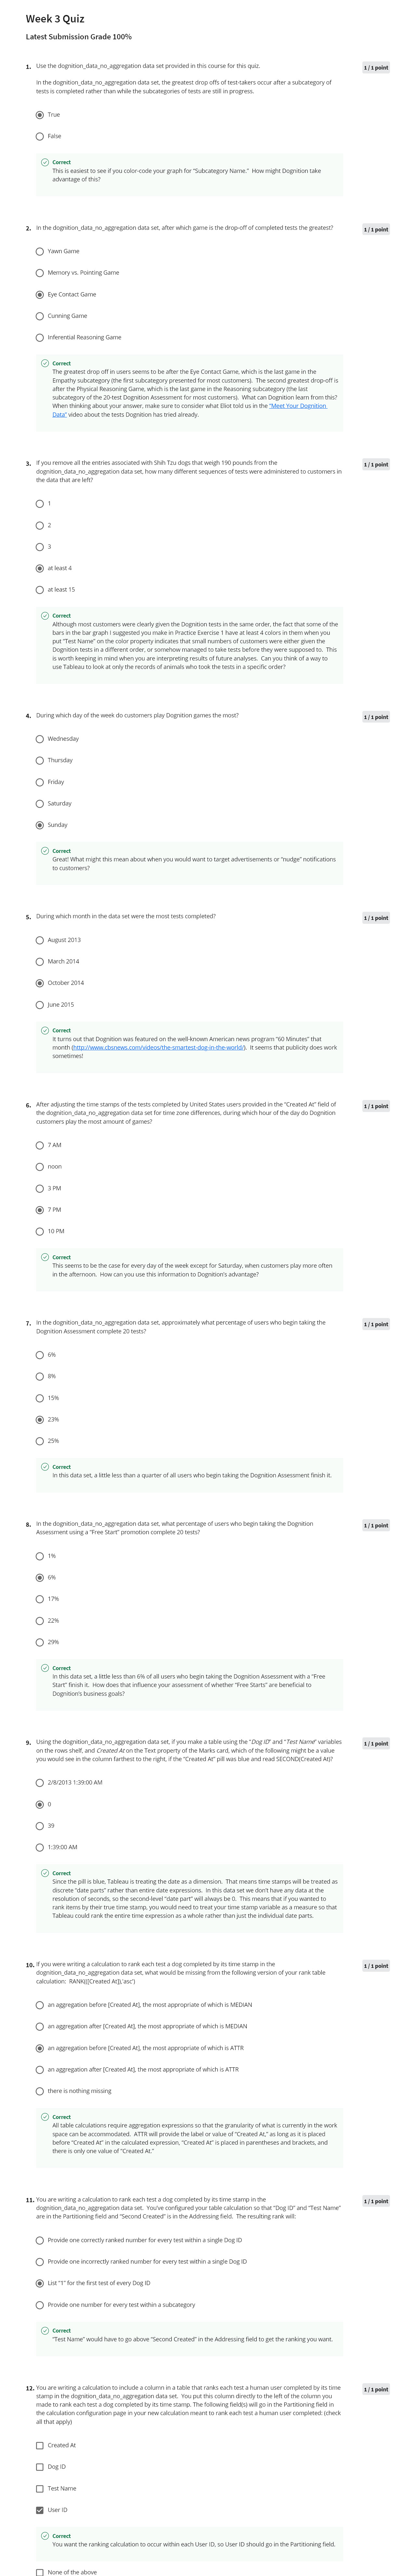 Week 3 Quiz
Latest Submission Grade 100%
1. Use the dognition_data_no_aggregation data set provided in this course for this quiz.
1 / 1 point
In the dognition_data_no_aggregation data set, the greatest drop offs of test-takers occur after a subcategory of
tests is completed rather than while the subcategories of tests are still in progress.
True
False
Correct
This is easiest to see if you color-code your graph for "Subcategory Name." How might Dognition take
advantage of this?
2. In the dognition_data_no_aggregation data set, after which game is the drop-off of completed tests the greatest?
1 / 1 point
Yawn Game
Memory vs. Pointing Game
Eye Contact Game
Cunning Game
Inferential Reasoning Game
Correct
The greatest drop off in users seems to be after the Eye Contact Game, which is the last game in the
Empathy subcategory (the first subcategory presented for most customers). The second greatest drop-off is
after the Physical Reasoning Game, which is the last game in the Reasoning subcategory (the last
subcategory of the 20-test Dognition Assessment for most customers). What can Dognition learn from this?
When thinking about your answer, make sure to consider what Eliot told us in the "Meet Your Dognition
Data" video about the tests Dognition has tried already.
3. If you remove all the entries associated with Shih Tzu dogs that weigh 190 pounds from the
1 / 1 point
dognition_data_no_aggregation data set, how many different sequences of tests were administered to customers in
the data that are left?
1
2
3
at least 4
at least 15
Correct
Although most customers were clearly given the Dognition tests in the same order, the fact that some of the
bars in the bar graph I suggested you make in Practice Exercise 1 have at least 4 colors in them when you
put "Test Name" on the color property indicates that small numbers of customers were either given the
Dognition tests in a different order, or somehow managed to take tests before they were supposed to. This
is worth keeping in mind when you are interpreting results of future analyses. Can you think of a way to
use Tableau to look at only the records of animals who took the tests in a specific order?
4. During which day of the week do customers play Dognition games the most?
1 / 1 point
Wednesday
Thursday
Friday
Saturday
Sunday
Correct
Great! What might this mean about when you would want to target advertisements or "nudge" notifications
to customers?
5. During which month in the data set were the most tests completed?
1 / 1 point
August 2013
March 2014
October 2014
June 2015
Correct
It turns out that Dognition was featured on the well-known American news program "60 Minutes" that
month (http://www.cbsnews.com/videos/the-smartest-dog-in-the-world/). It seems that publicity does work
sometimes!
6. After adjusting the time stamps of the tests completed by United States users provided in the "Created At" field of
1 / 1 point
the dognition_data_no_aggregation data set for time zone differences, during which hour of the day do Dognition
customers play the most amount of games?
7 AM
noon
3 PM
7 PM
10 PM
Correct
This seems to be the case for every day of the week except for Saturday, when customers play more often
in the afternoon. How can you use this information to Dognition's advantage?
7. In the dognition_data_no_aggregation data set, approximately what percentage of users who begin taking the
1 / 1 point
Dognition Assessment complete 20 tests?
6%
8%
15%
23%
25%
Correct
In this data set, a little less than a quarter of all users who begin taking the Dognition Assessment finish it.
8. In the dognition_data_no_aggregation data set, what percentage of users who begin taking the Dognition
1 / 1 point
Assessment using a "Free Start" promotion complete 20 tests?
1%
6%
17%
22%
29%
Correct
In this data set, a little less than 6% of all users who begin taking the Dognition Assessment with a "Free
Start" finish it. How does that influence your assessment of whether "Free Starts" are beneficial to
Dognition's business goals?
9. Using the dognition_data_no_aggregation data set, if you make a table using the "Dog ID" and "Test Name" variables
1 / 1 point
on the rows shelf, and Created At on the Text property of the Marks card, which of the following might be a value
you would see in the column farthest to the right, if the "Created At" pill was blue and read SECOND(Created At)?
2/8/2013 1:39:00 AM
0
39
1:39:00 AM
Correct
Since the pill is blue, Tableau is treating the date as a dimension. That means time stamps will be treated as
discrete "date parts" rather than entire date expressions. In this data set we don't have any data at the
resolution of seconds, so the second-level "date part" will always be 0. This means that if you wanted to
rank items by their true time stamp, you would need to treat your time stamp variable as a measure so that
Tableau could rank the entire time expression as a whole rather than just the individual date parts.
10. If you were writing a calculation to rank each test a dog completed by its time stamp in the
1 / 1 point
dognition_data_no_aggregation data set, what would be missing from the following version of your rank table
calculation: RANK(([Created At]),'asc')
an aggregation before [Created At], the most appropriate of which is MEDIAN
an aggregation after [Created At], the most appropriate of which is MEDIAN
an aggregation before [Created At], the most appropriate of which is ATTR
an aggregation after [Created At], the most appropriate of which is ATTR
there is nothing missing
Correct
All table calculations require aggregation expressions so that the granularity of what is currently in the work
space can be accommodated. ATTR will provide the label or value of "Created At," as long as it is placed
before "Created At" in the calculated expression, "Created At" is placed in parentheses and brackets, and
there is only one value of "Created At."
11. You are writing a calculation to rank each test a dog completed by its time stamp in the
1 / 1 point
dognition_data_no_aggregation data set. You've configured your table calculation so that "Dog ID" and "Test Name"
are in the Partitioning field and "Second Created" is in the Addressing field. The resulting rank will:
Provide one correctly ranked number for every test within a single Dog ID
Provide one incorrectly ranked number for every test within a single Dog ID
List "1" for the first test of every Dog ID
Provide one number for every test within a subcategory
Correct
"Test Name" would have to go above "Second Created" in the Addressing field to get the ranking you want.
12. You are writing a calculation to include a column in a table that ranks each test a human user completed by its time
1 / 1 point
stamp in the dognition_data_no_aggregation data set. You put this column directly to the left of the column you
made to rank each test a dog completed by its time stamp. The following field(s) will go in the Partitioning field in
the calculation configuration page in your new calculation meant to rank each test a human user completed: (check
all that apply)
Created At
Dog ID
Test Name
User ID
Correct
You want the ranking calculation to occur within each User ID, so User ID should go in the Partitioning field.
None of the above